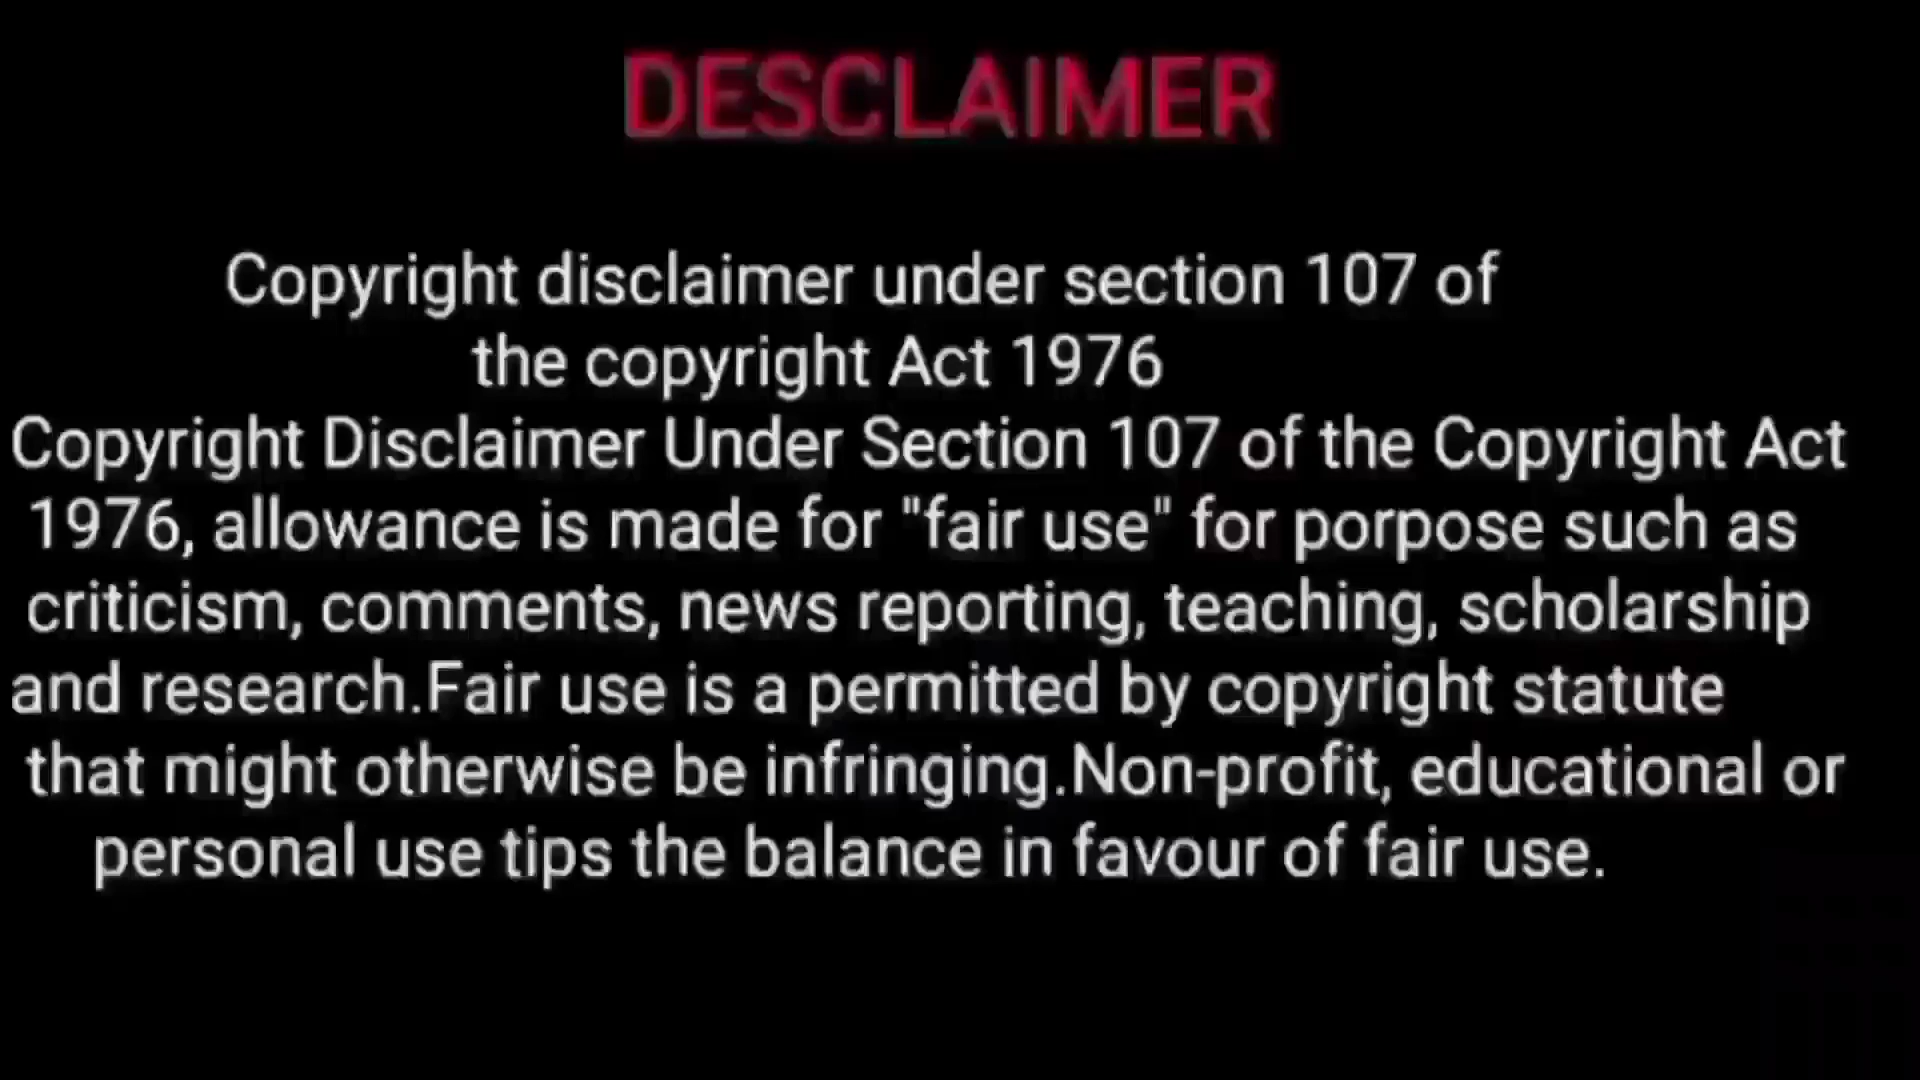 DESCLAIMER
Copyright disclaimer under section 107 of
the copyright Act 1976
Copyright Disclaimer Under Section 107 of the Copyright Act
1976, allowance is made for "fair use" for porpose such as
criticism, comments, news reporting, teaching, scholarship
and research.Fair use is a permitted by copyright statute
that might otherwise be infringing.Non-profit, educational or
personal use tips the balance in favour of fair use.